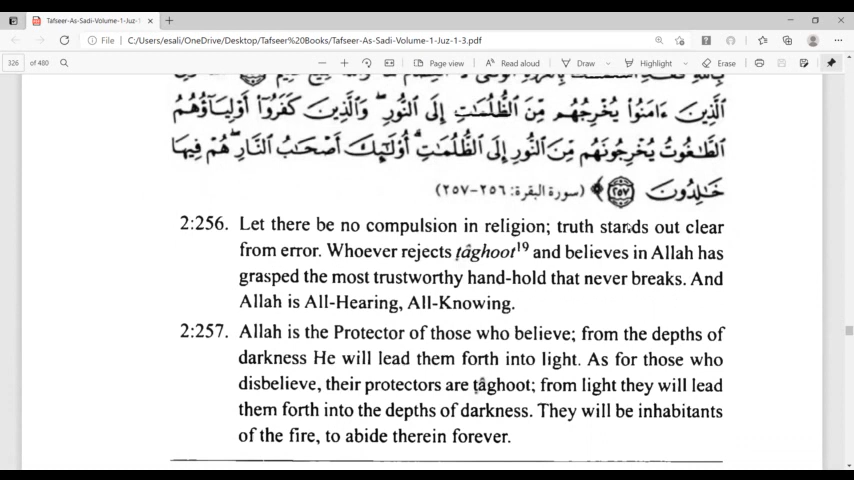 Tafseer-As-Sadi-Volume-1-Juz-1
File C:/Users/esali/OneDrive/Desktop/Tafseer%20Books/Tafseer-As-Sadi-Volume-1-Juz-1-3.pdf
326 of 480 Page view Read aloud Draw Highlight Erase
ٱلَّذِينَ ءَامَنُوا۟ يُخْرِجُهُم مِّنَ ٱلظُّلُمَٰتِ إِلَى ٱلنُّورِ ۖ وَٱلَّذِينَ كَفَرُوٓا۟ أَوْلِيَآؤُهُمُ
ٱلطَّٰغُوتُ يُخْرِجُونَهُم مِّنَ ٱلنُّورِ إِلَى ٱلظُّلُمَٰتِ ۗ أُو۟لَٰٓئِكَ أَصْحَٰبُ ٱلنَّارِ ۖ هُمْ فِيهَا
خَٰلِدُونَ ٢٥٧ ﴾ (سورة البقرة: ٢٥٦-٢٥٧)
2:256. Let there be no compulsion in religion; truth stands out clear
from error. Whoever rejects ṭâghoot¹⁹ and believes in Allah has
grasped the most trustworthy hand-hold that never breaks. And
Allah is All-Hearing, All-Knowing.
2:257. Allah is the Protector of those who believe; from the depths of
darkness He will lead them forth into light. As for those who
disbelieve, their protectors are ṭâghoot; from light they will lead
them forth into the depths of darkness. They will be inhabitants
of the fire, to abide therein forever.